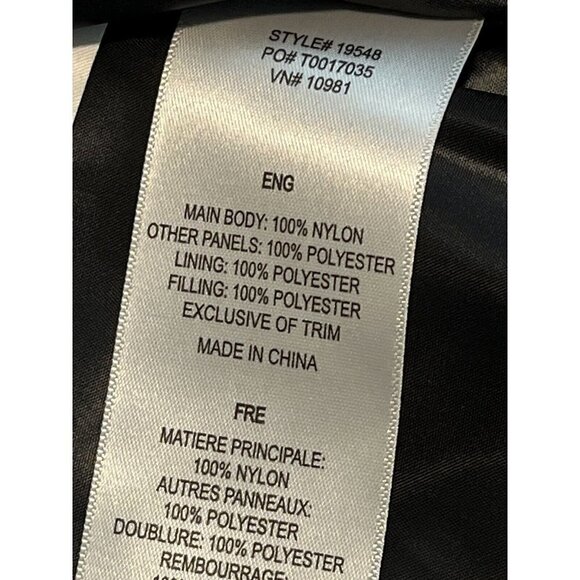 STYLE# 19548
PO# T0017035
VN# 10981
ENG
MAIN BODY: 100% NYLON
OTHER PANELS: 100% POLYESTER
LINING: 100% POLYESTER
FILLING: 100% POLYESTER
EXCLUSIVE OF TRIM
MADE IN CHINA
FRE
MATIERE PRINCIPALE:
100% NYLON
AUTRES PANNEAUX:
100% POLYESTER
DOUBLURE: 100% POLYESTER
REMBOURRAGE: